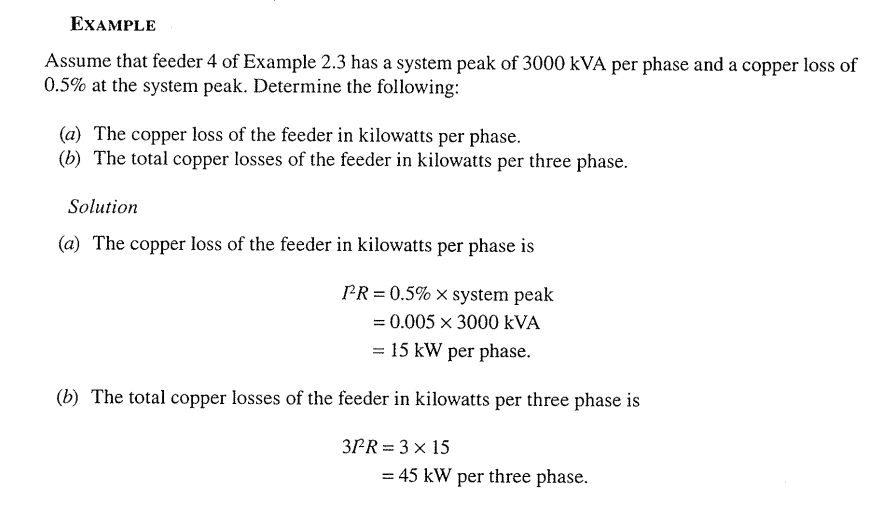 EXAMPLE
Assume that feeder 4 of Example 2.3 has a system peak of 3000 kVA per phase and a copper loss of
0.5% at the system peak. Determine the following:
(a) The copper loss of the feeder in kilowatts per phase.
(b) The total copper losses of the feeder in kilowatts per three phase.
Solution
(a) The copper loss of the feeder in kilowatts per phase is
I²R = 0.5% × system peak
= 0.005 × 3000 kVA
= 15 kW per phase.
(b) The total copper losses of the feeder in kilowatts per three phase is
3I²R = 3 × 15
= 45 kW per three phase.